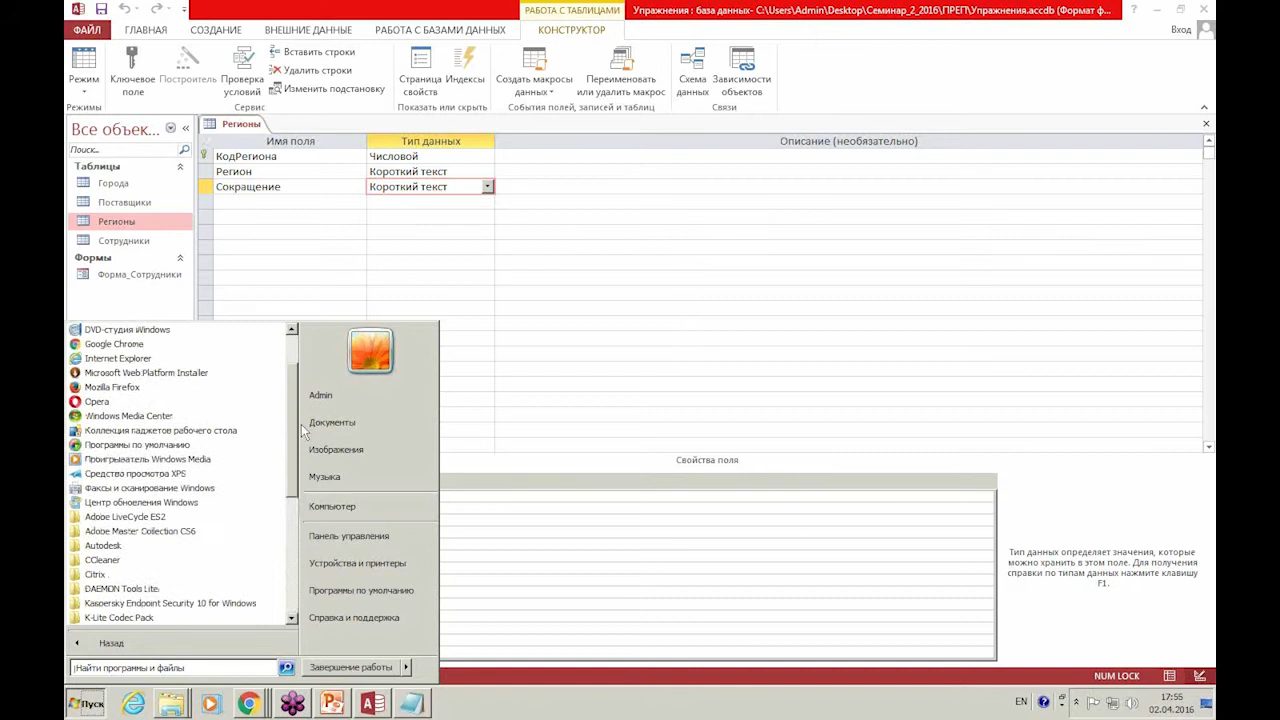 РАБОТА С ТАБЛИЦАМИ
Упражнения : база данных- C:\Users\Admin\Desktop\Семинар_2_2016\ПРЕП\Упражнения.accdb (Формат ф...
ФАЙЛ ГЛАВНАЯ СОЗДАНИЕ ВНЕШНИЕ ДАННЫЕ РАБОТА С БАЗАМИ ДАННЫХ КОНСТРУКТОР Вход
Режим
Ключевое поле
Построитель
Проверка условий
Вставить строки
Удалить строки
Изменить подстановку
Страница свойств
Индексы
Создать макросы данных
Переименовать или удалить макрос
Схема данных
Зависимости объектов
Режимы Сервис Показать или скрыть События полей, записей и таблиц Связи
Все объек...
Поиск...
Таблицы
Города
Поставщики
Регионы
Сотрудники
Формы
Форма_Сотрудники
Регионы
Имя поля Тип данных Описание (необязательно)
КодРегиона Числовой
Регион Короткий текст
Сокращение Короткий текст
Свойства поля
Тип данных определяет значения, которые
можно хранить в этом поле. Для получения
справки по типам данных нажмите клавишу
F1.
DVD-студия Windows
Google Chrome
Internet Explorer
Microsoft Web Platform Installer
Mozilla Firefox
Opera
Windows Media Center
Коллекция гаджетов рабочего стола
Программы по умолчанию
Проигрыватель Windows Media
Средства просмотра XPS
Факсы и сканирование Windows
Центр обновления Windows
Adobe LiveCycle ES2
Adobe Master Collection CS6
Autodesk
CCleaner
Citrix
DAEMON Tools Lite
Kaspersky Endpoint Security 10 for Windows
K-Lite Codec Pack
Назад
Найти программы и файлы
Admin
Документы
Изображения
Музыка
Компьютер
Панель управления
Устройства и принтеры
Программы по умолчанию
Справка и поддержка
Завершение работы
NUM LOCK
Пуск
EN
17:55
02.04.2016